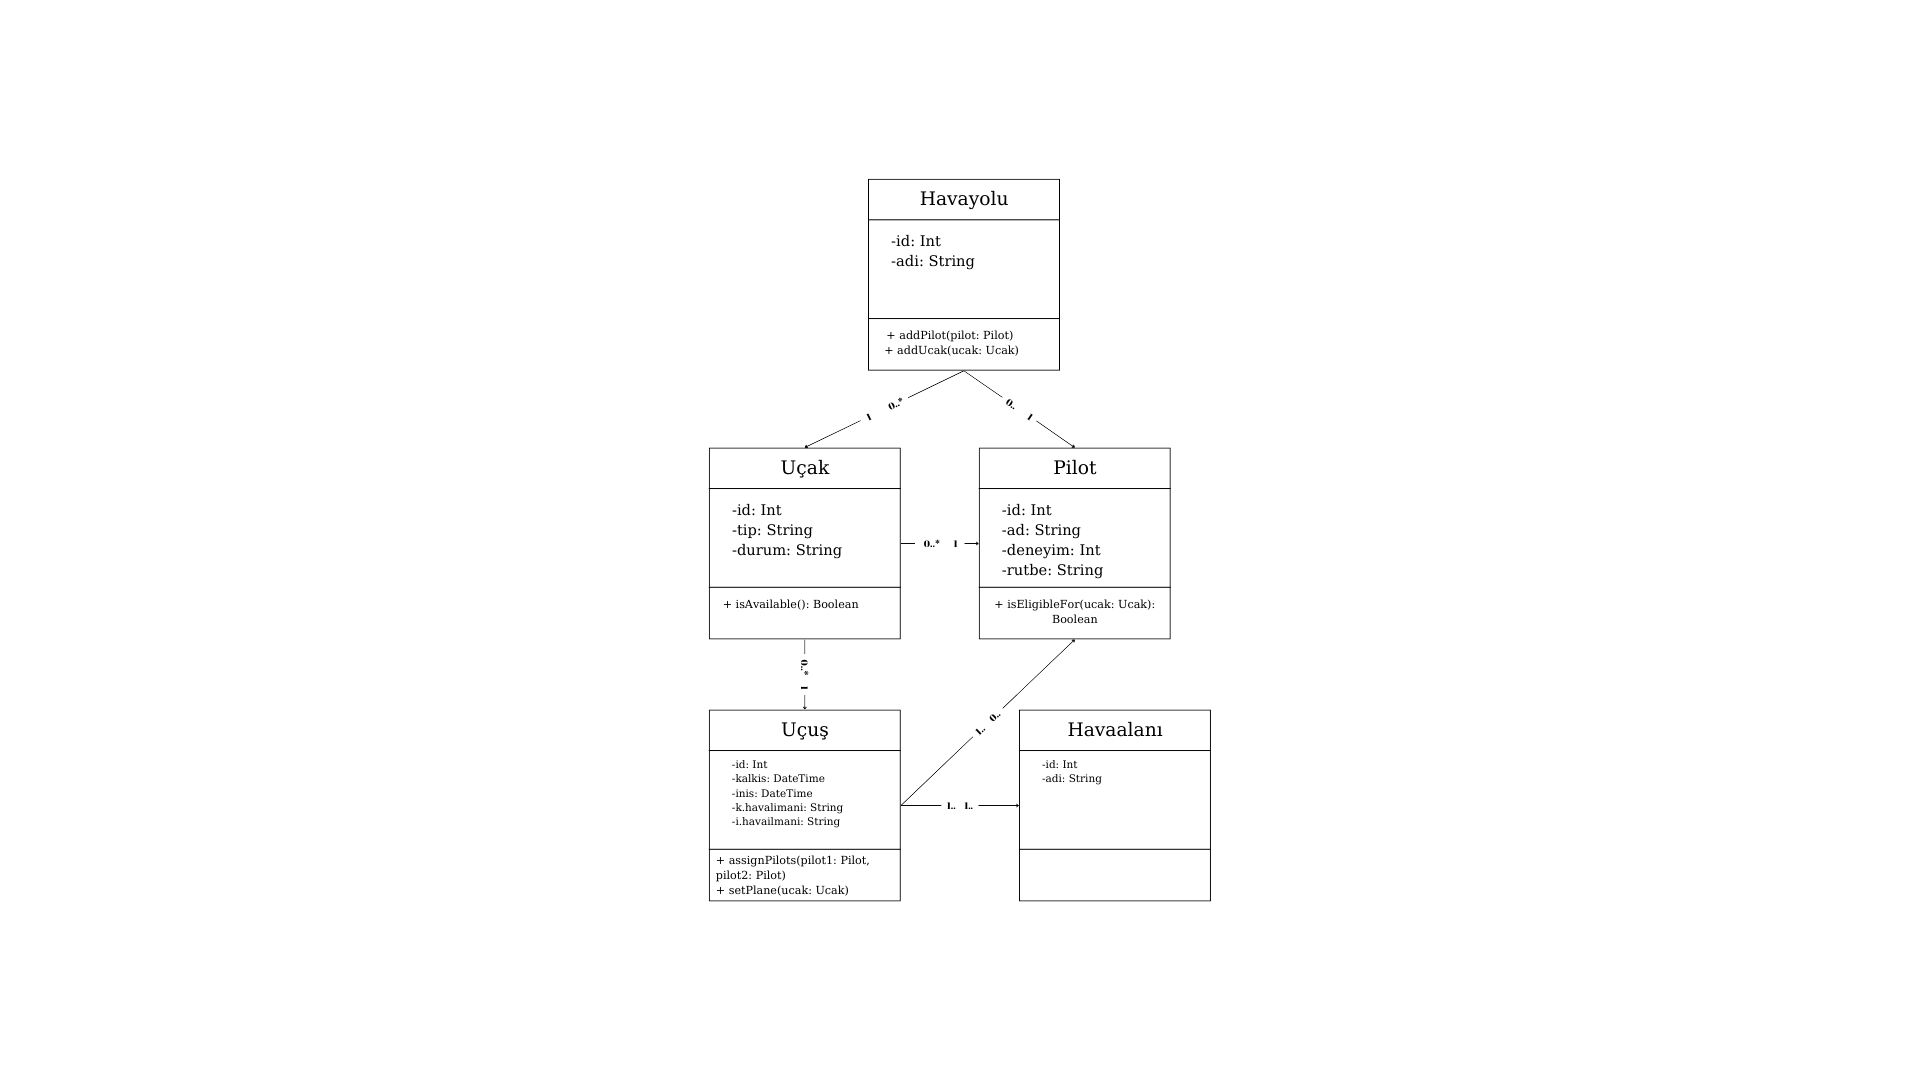 Havayolu
-id: Int
-adi: String
+ addPilot(pilot: Pilot)
+ addUcak(ucak: Ucak)
1 0..*
0.. 1
Uçak
-id: Int
-tip: String
-durum: String
+ isAvailable(): Boolean
0..* 1
Pilot
-id: Int
-ad: String
-deneyim: Int
-rutbe: String
+ isEligibleFor(ucak: Ucak):
Boolean
0..* 1
1.. 0..
Uçuş
-id: Int
-kalkis: DateTime
-inis: DateTime
-k.havalimani: String
-i.havailmani: String
+ assignPilots(pilot1: Pilot,
pilot2: Pilot)
+ setPlane(ucak: Ucak)
1.. 1..
Havaalanı
-id: Int
-adi: String